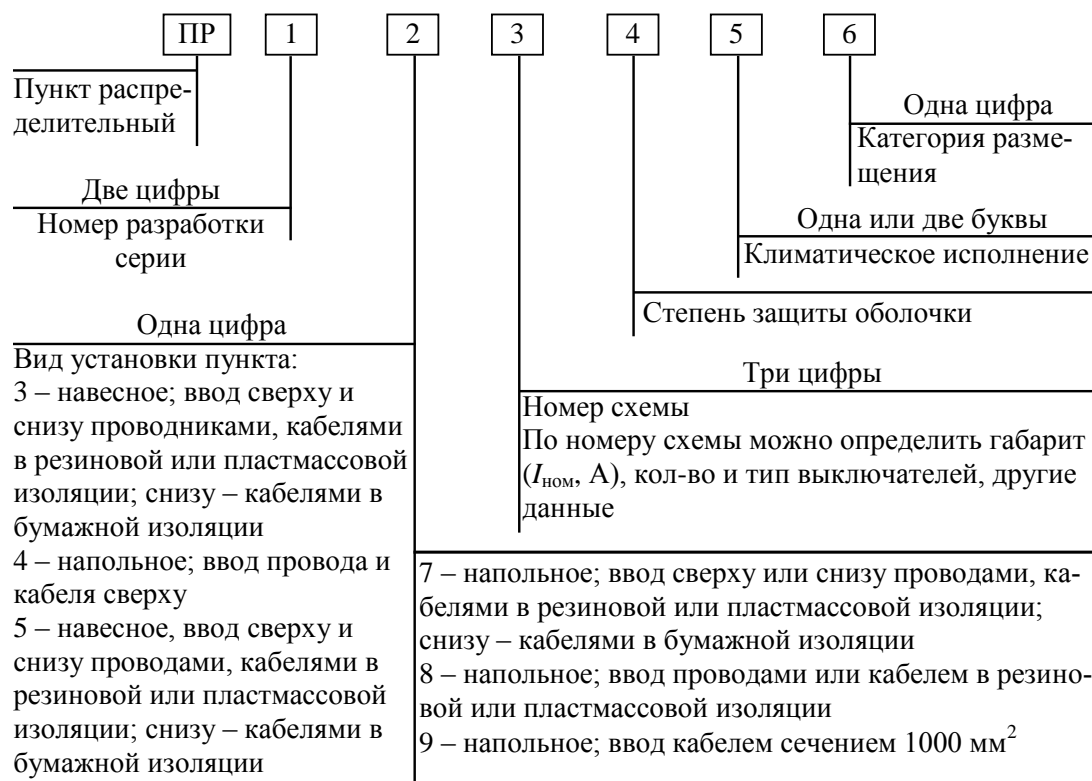 ПР 1 2 3 4 5 6
Пункт распре-
делительный
Одна цифра
Категория разме-
щения
Две цифры
Номер разработки
серии
Одна или две буквы
Климатическое исполнение
Степень защиты оболочки
Одна цифра
Вид установки пункта:
3 – навесное; ввод сверху и
снизу проводниками, кабелями
в резиновой или пластмассовой
изоляции; снизу – кабелями в
бумажной изоляции
4 – напольное; ввод провода и
кабеля сверху
5 – навесное, ввод сверху и
снизу проводами, кабелями в
резиновой или пластмассовой
изоляции; снизу – кабелями в
бумажной изоляции
Три цифры
Номер схемы
По номеру схемы можно определить габарит
(Iном, А), кол-во и тип выключателей, другие
данные
7 – напольное; ввод сверху или снизу проводами, ка-
белями в резиновой или пластмассовой изоляции;
снизу – кабелями в бумажной изоляции
8 – напольное; ввод проводами или кабелем в резино-
вой или пластмассовой изоляции
9 – напольное; ввод кабелем сечением 1000 мм²